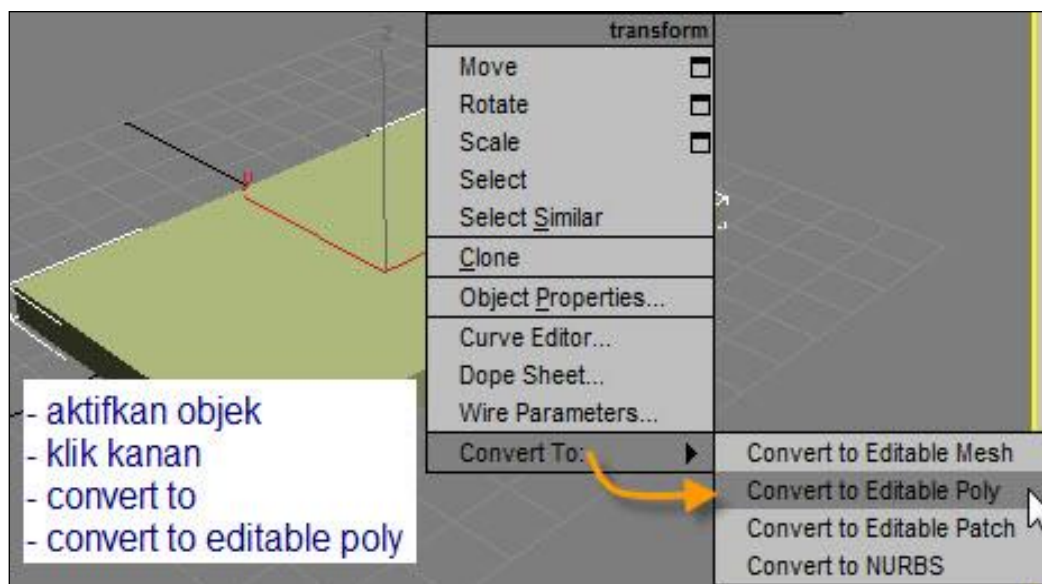 transform
Move
Rotate
Scale
Select
Select Similar
Clone
Object Properties...
Curve Editor...
Dope Sheet...
Wire Parameters...
Convert To:
Convert to Editable Mesh
Convert to Editable Poly
Convert to Editable Patch
Convert to NURBS
- aktifkan objek
- klik kanan
- convert to
- convert to editable poly